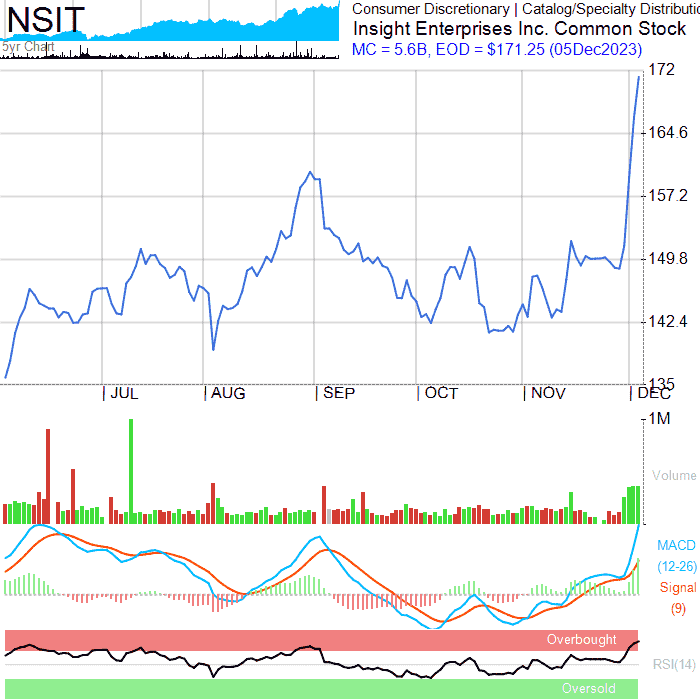 NSIT
5yr Chart
Consumer Discretionary | Catalog/Specialty Distributio
Insight Enterprises Inc. Common Stock
MC = 5.6B, EOD = $171.25 (05Dec2023)
172
164.6
157.2
149.8
142.4
135
JUL
AUG
SEP
OCT
NOV
DEC
1M
Volume
MACD
(12-26)
Signal
(9)
Overbought
RSI(14)
Oversold